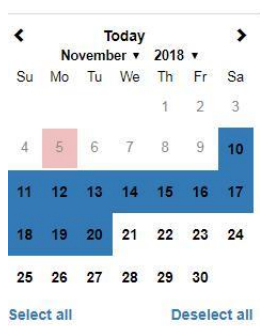 Today
November ▼ 2018 ▼
Su Mo Tu We Th Fr Sa
1 2 3
4 5 6 7 8 9 10
11 12 13 14 15 16 17
18 19 20 21 22 23 24
25 26 27 28 29 30
Select all Deselect all